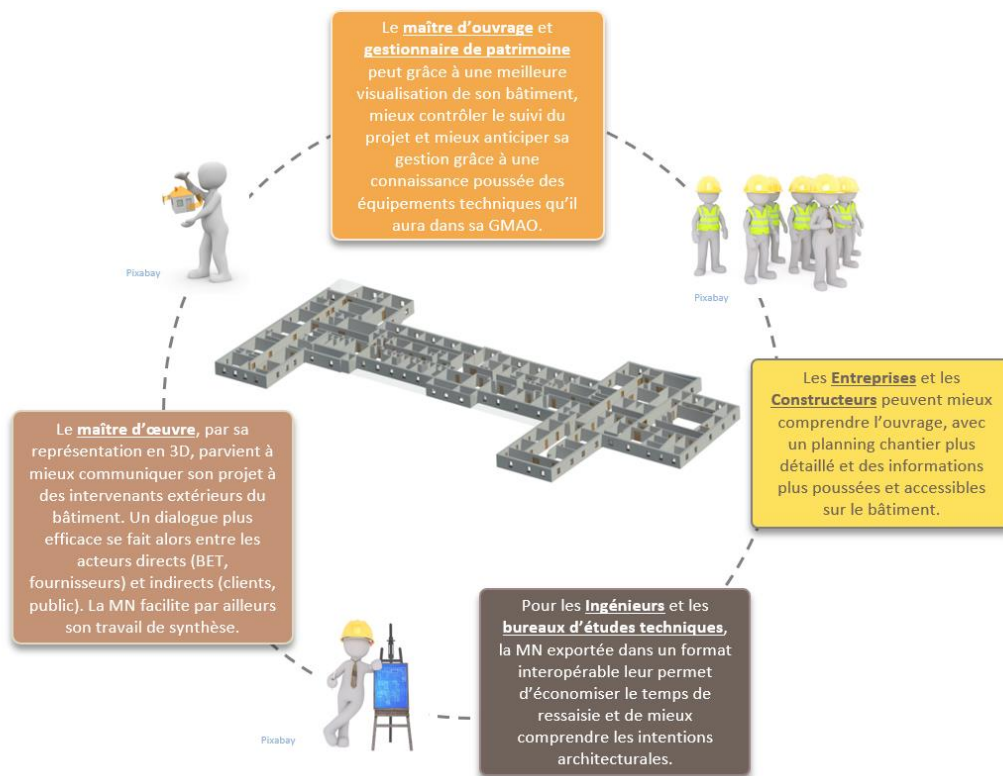 Le maître d'ouvrage et
gestionnaire de patrimoine
peut grâce à une meilleure
visualisation de son bâtiment,
mieux contrôler le suivi du
projet et mieux anticiper sa
gestion grâce à une
connaissance poussée des
équipements techniques qu'il
aura dans sa GMAO.
Pixabay
Pixabay
Les Entreprises et les
Constructeurs peuvent mieux
comprendre l'ouvrage, avec
un planning chantier plus
détaillé et des informations
plus poussées et accessibles
sur le bâtiment.
Le maître d'œuvre, par sa
représentation en 3D, parvient à
mieux communiquer son projet à
des intervenants extérieurs du
bâtiment. Un dialogue plus
efficace se fait alors entre les
acteurs directs (BET,
fournisseurs) et indirects (clients,
public). La MN facilite par ailleurs
son travail de synthèse.
Pour les Ingénieurs et les
bureaux d'études techniques,
la MN exportée dans un format
interopérable leur permet
d'économiser le temps de
ressaisie et de mieux
comprendre les intentions
architecturales.
Pixabay